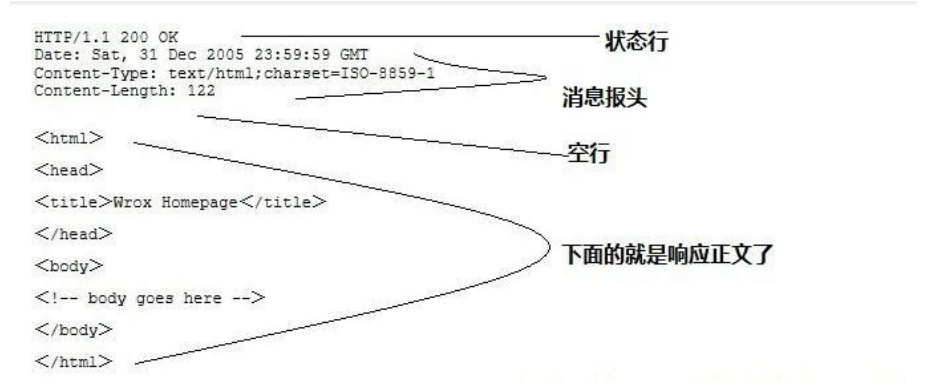 HTTP/1.1 200 OK
状态行
Date: Sat, 31 Dec 2005 23:59:59 GMT
Content-Type: text/html;charset=ISO-8859-1
Content-Length: 122
消息报头
空行
<html>
<head>
<title>Wrox Homepage</title>
</head>
<body>
下面的就是响应正文了
<!-- body goes here -->
</body>
</html>